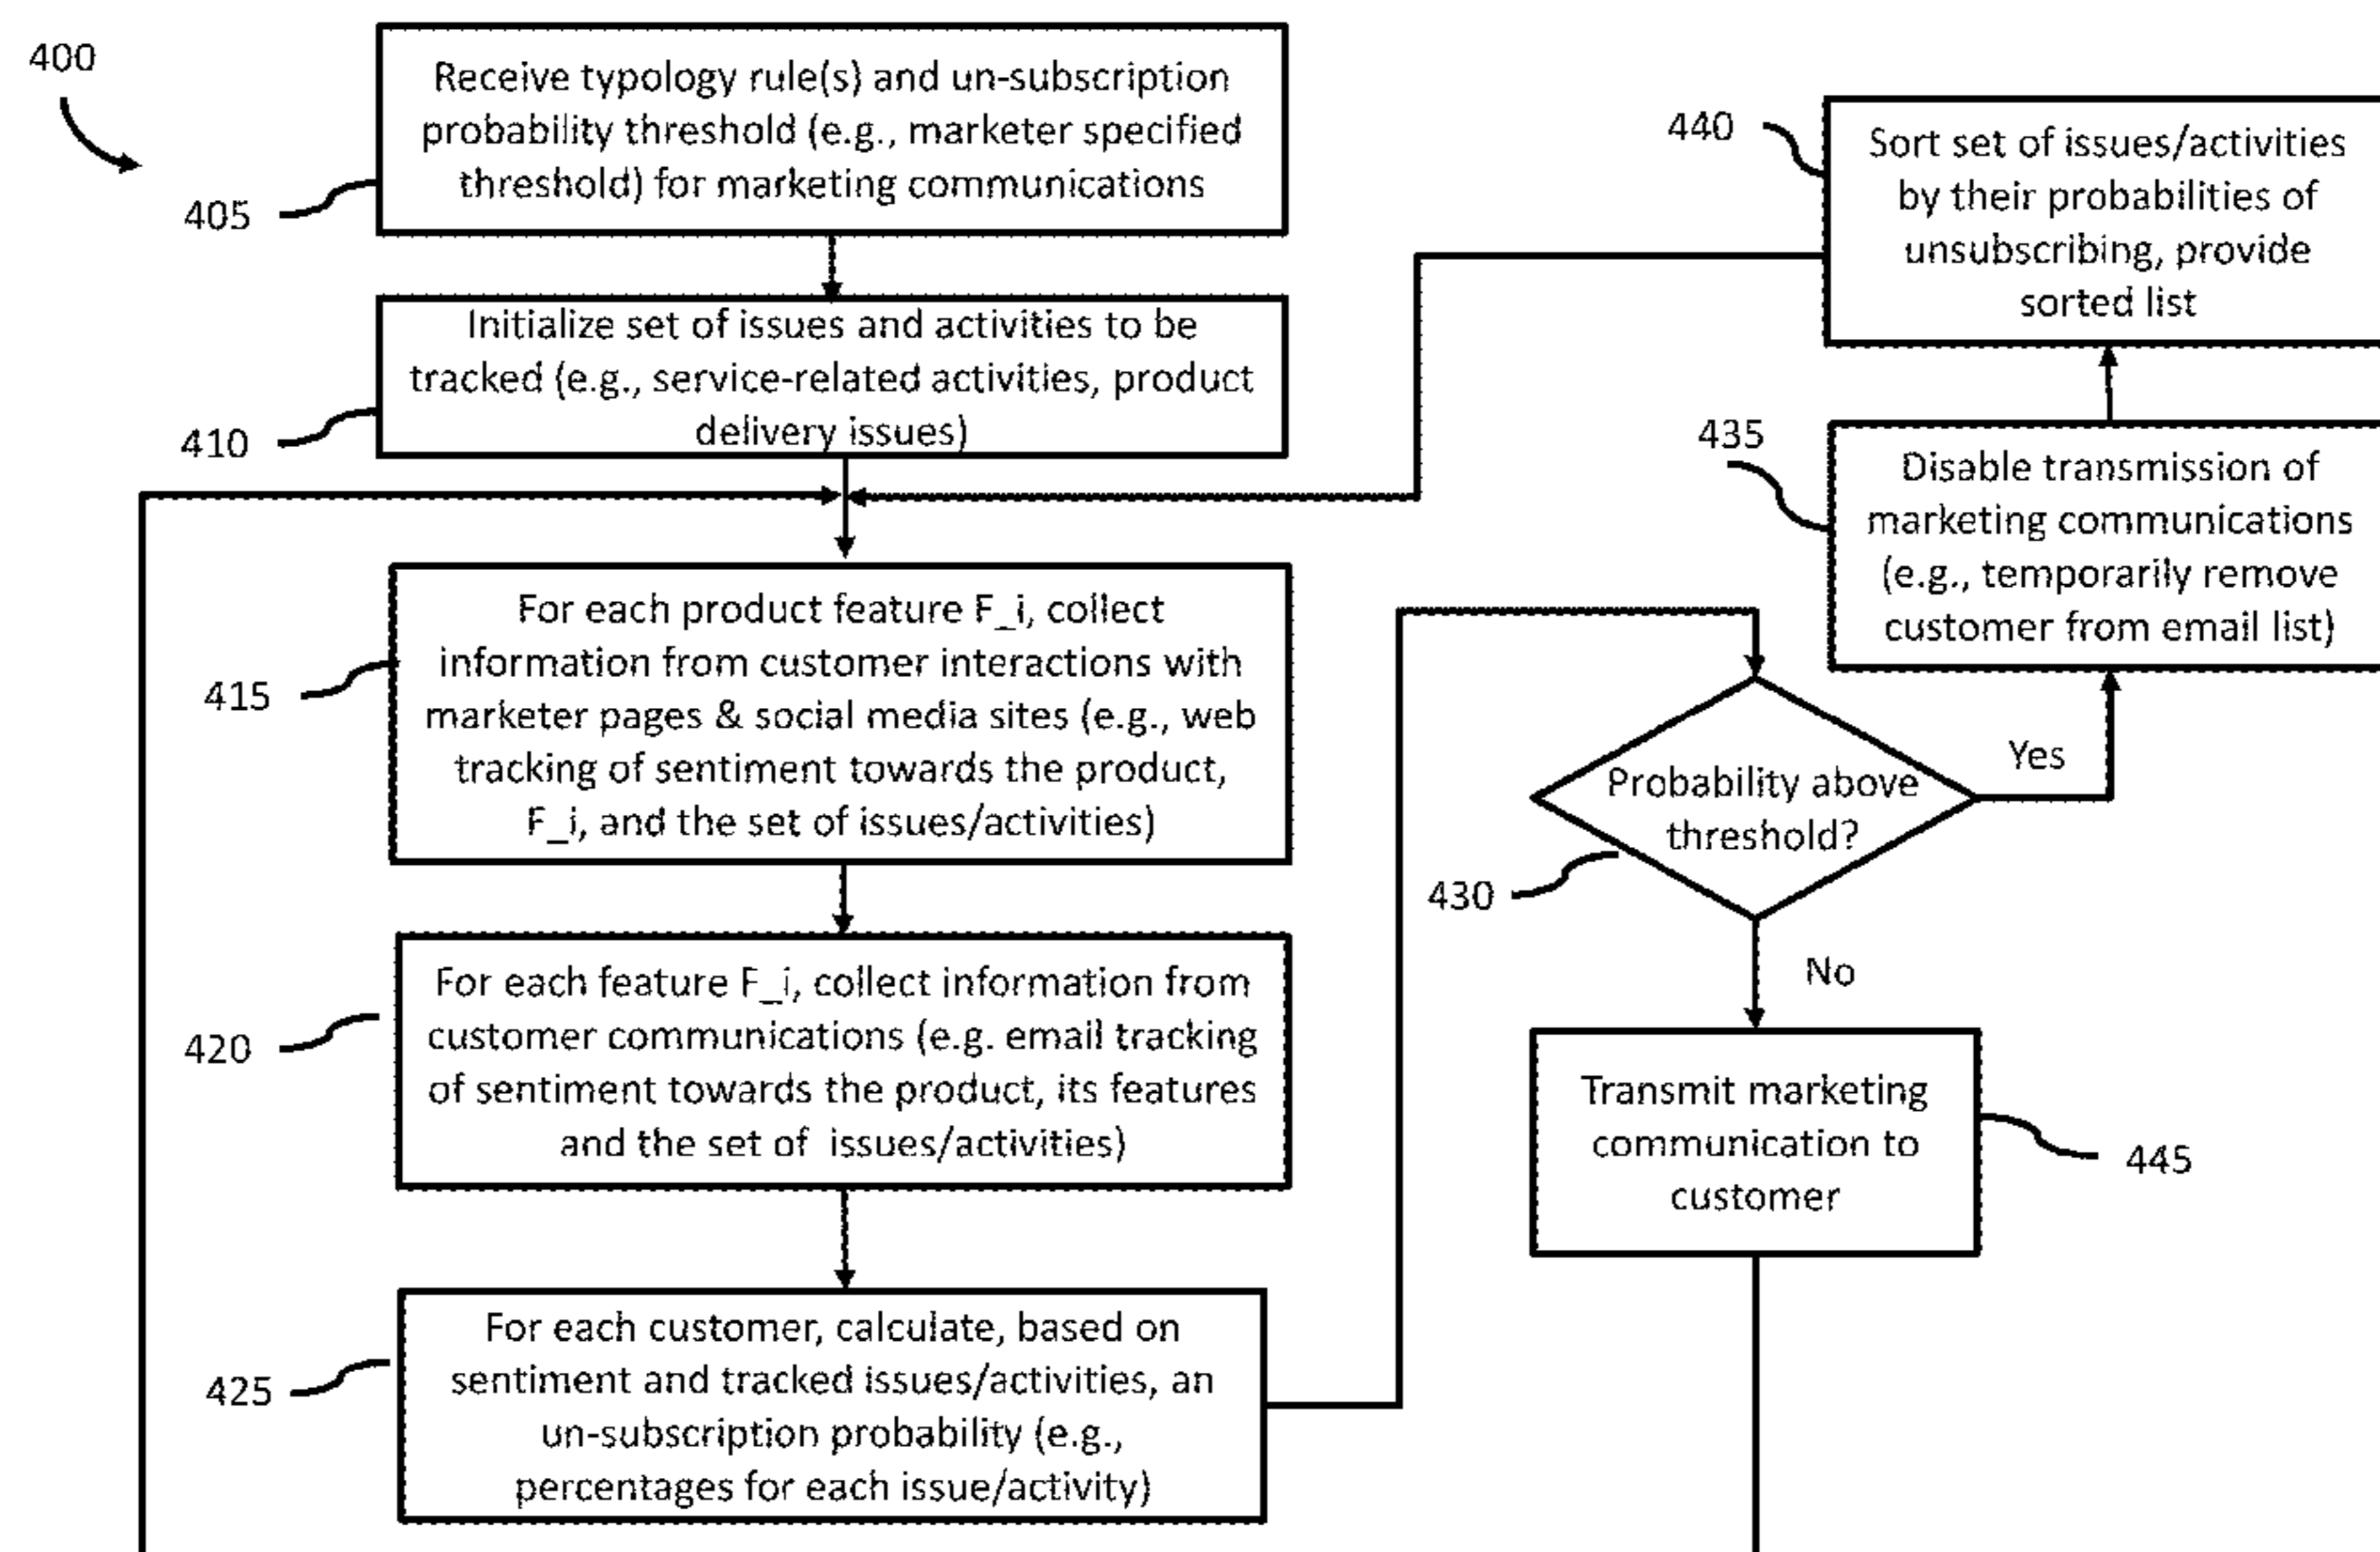 400
Receive typology rule(s) and un-subscription
probability threshold (e.g., marketer specified
threshold) for marketing communications
405
Initialize set of issues and activities to be
tracked (e.g., service-related activities, product
delivery issues)
410
For each product feature F_i, collect
information from customer interactions with
marketer pages & social media sites (e.g., web
tracking of sentiment towards the product,
F_i, and the set of issues/activities)
415
For each feature F_i, collect information from
customer communications (e.g. email tracking
of sentiment towards the product, its features
and the set of issues/activities)
420
For each customer, calculate, based on
sentiment and tracked issues/activities, an
un-subscription probability (e.g.,
percentages for each issue/activity)
425
Probability above
threshold?
430
Yes
No
Disable transmission of
marketing communications
(e.g., temporarily remove
customer from email list)
435
Sort set of issues/activities
by their probabilities of
unsubscribing, provide
sorted list
440
Transmit marketing
communication to
customer
445